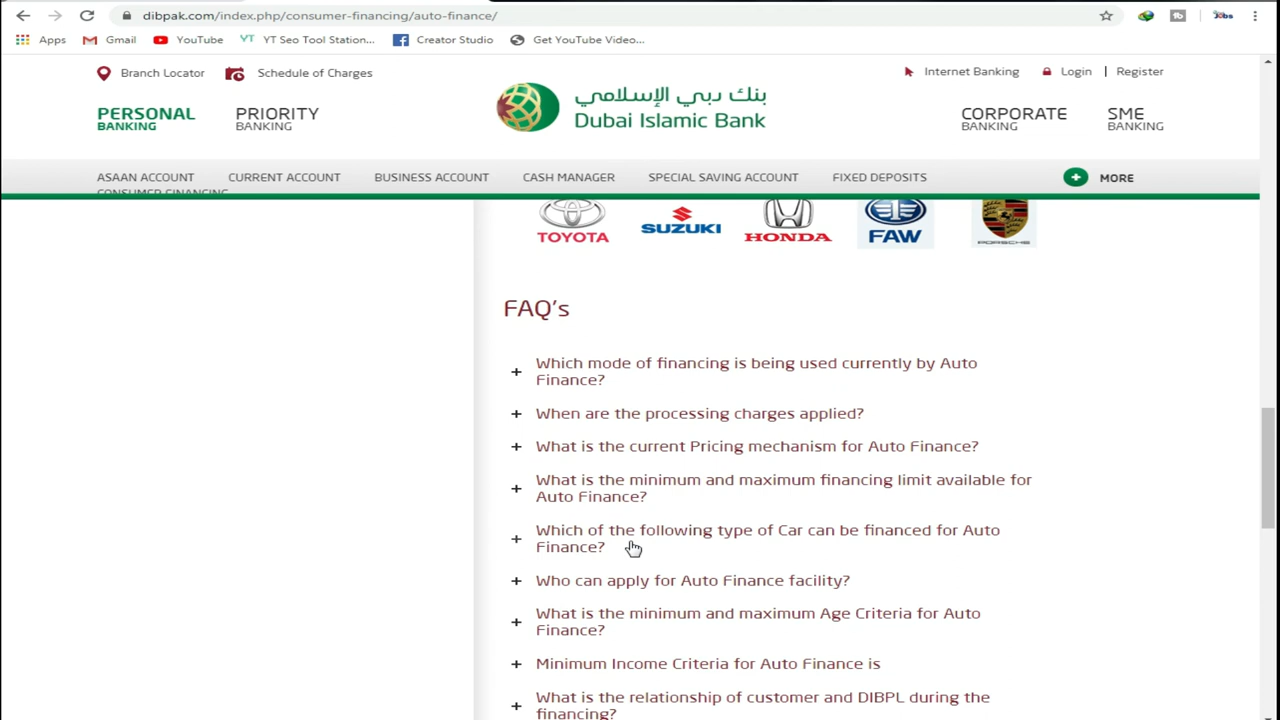 dibpak.com/index.php/consumer-financing/auto-finance/
Apps
Gmail
YouTube
YT
YT Seo Tool Station...
Creator Studio
Get YouTube Video...
Jobs
Branch Locator
Schedule of Charges
Internet Banking
Login
| Register
PERSONAL
BANKING
PRIORITY
BANKING
بنك دبي الإسلامي
Dubai Islamic Bank
CORPORATE
BANKING
SME
BANKING
ASAAN ACCOUNT
CURRENT ACCOUNT
BUSINESS ACCOUNT
CASH MANAGER
SPECIAL SAVING ACCOUNT
FIXED DEPOSITS
MORE
CONSUMER FINANCING
TOYOTA
SUZUKI
HONDA
FAW
PORSCHE
FAQ's
+ Which mode of financing is being used currently by Auto
Finance?
+ When are the processing charges applied?
+ What is the current Pricing mechanism for Auto Finance?
+ What is the minimum and maximum financing limit available for
Auto Finance?
+ Which of the following type of Car can be financed for Auto
Finance?
+ Who can apply for Auto Finance facility?
+ What is the minimum and maximum Age Criteria for Auto
Finance?
+ Minimum Income Criteria for Auto Finance is
+ What is the relationship of customer and DIBPL during the
financing?